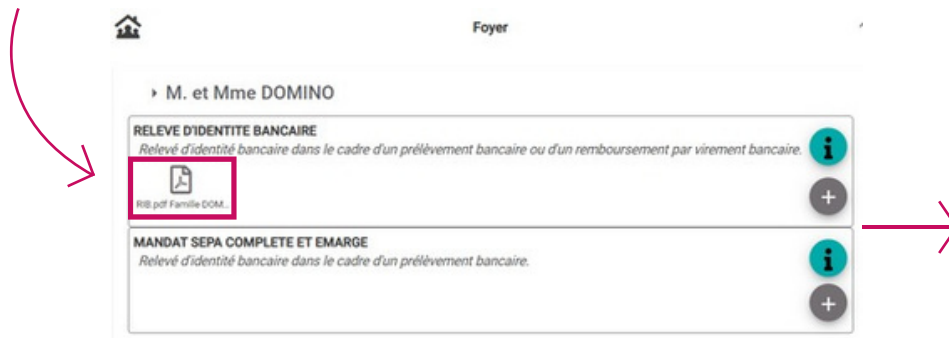 Foyer
M. et Mme DOMINO
RELEVE D'IDENTITE BANCAIRE
Relevé d'identité bancaire dans le cadre d'un prélèvement bancaire ou d'un remboursement par virement bancaire.
RIB.pdf Famille DOM...
MANDAT SEPA COMPLETE ET EMARGE
Relevé d'identité bancaire dans le cadre d'un prélèvement bancaire.